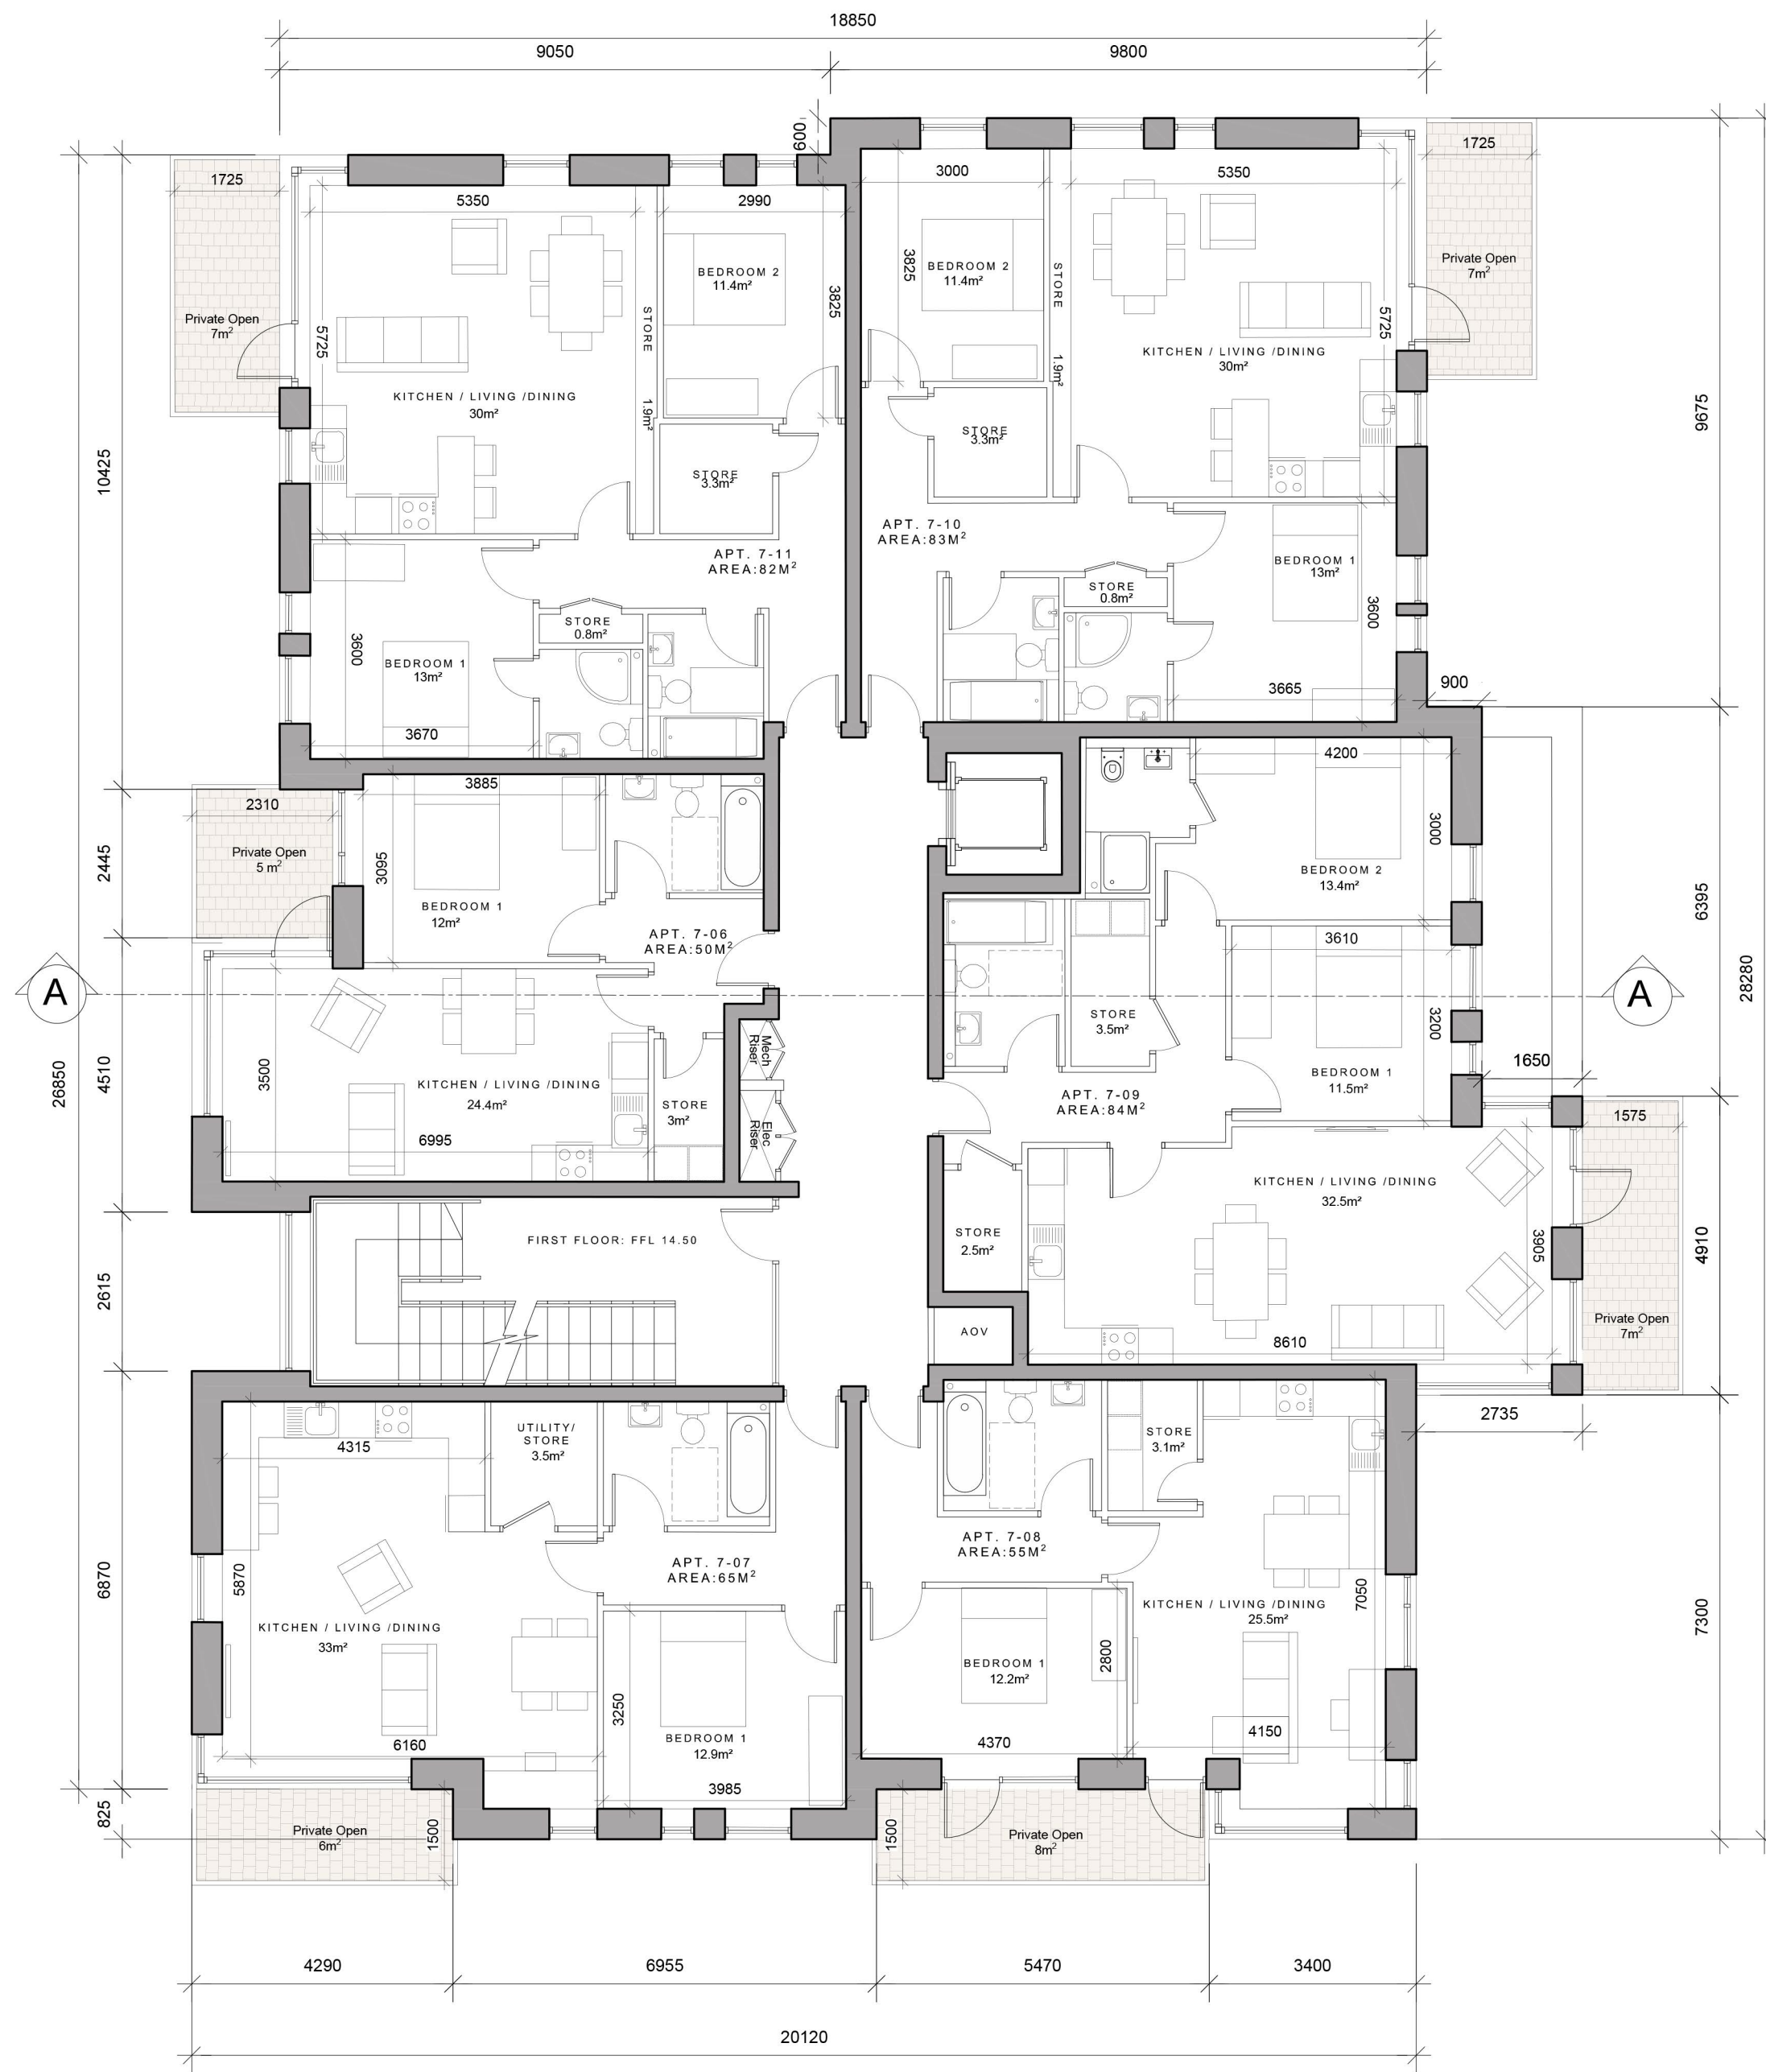 18850
9050
9800
600
1725
5350
2990
3000
5350
1725
BEDROOM 2
11.4m²
3825
BEDROOM 2
11.4m²
3825
STORE
1.9m²
STORE
1.9m²
Private Open
7m²
Private Open
7m²
5725
5725
KITCHEN / LIVING /DINING
30m²
KITCHEN / LIVING /DINING
30m²
10425
9675
STORE
3.3m²
STORE
3.3m²
APT. 7-11
AREA:82M²
APT. 7-10
AREA:83M²
BEDROOM 1
13m²
STORE
0.8m²
STORE
0.8m²
3600
3600
BEDROOM 1
13m²
3670
3665
900
2310
3885
4200
Private Open
5 m²
2445
3095
3000
BEDROOM 1
12m²
BEDROOM 2
13.4m²
6395
APT. 7-06
AREA:50M²
3610
A
A
28280
STORE
3.5m²
3200
Mech
Riser
26850
4510
3500
KITCHEN / LIVING /DINING
24.4m²
BEDROOM 1
11.5m²
1650
STORE
3m²
APT. 7-09
AREA:84M²
1575
Elec
Riser
6995
KITCHEN / LIVING /DINING
32.5m²
FIRST FLOOR: FFL 14.50
STORE
2.5m²
3905
4910
2615
AOV
8610
Private Open
7m²
4315
UTILITY/
STORE
3.5m²
STORE
3.1m²
2735
6870
5870
APT. 7-07
AREA:65M²
APT. 7-08
AREA:55M²
7050
KITCHEN / LIVING /DINING
33m²
KITCHEN / LIVING /DINING
25.5m²
7300
3250
BEDROOM 1
12.2m²
2800
6160
BEDROOM 1
12.9m²
4370
4150
3985
825
Private Open
6m²
1500
1500
Private Open
8m²
4290
6955
5470
3400
20120